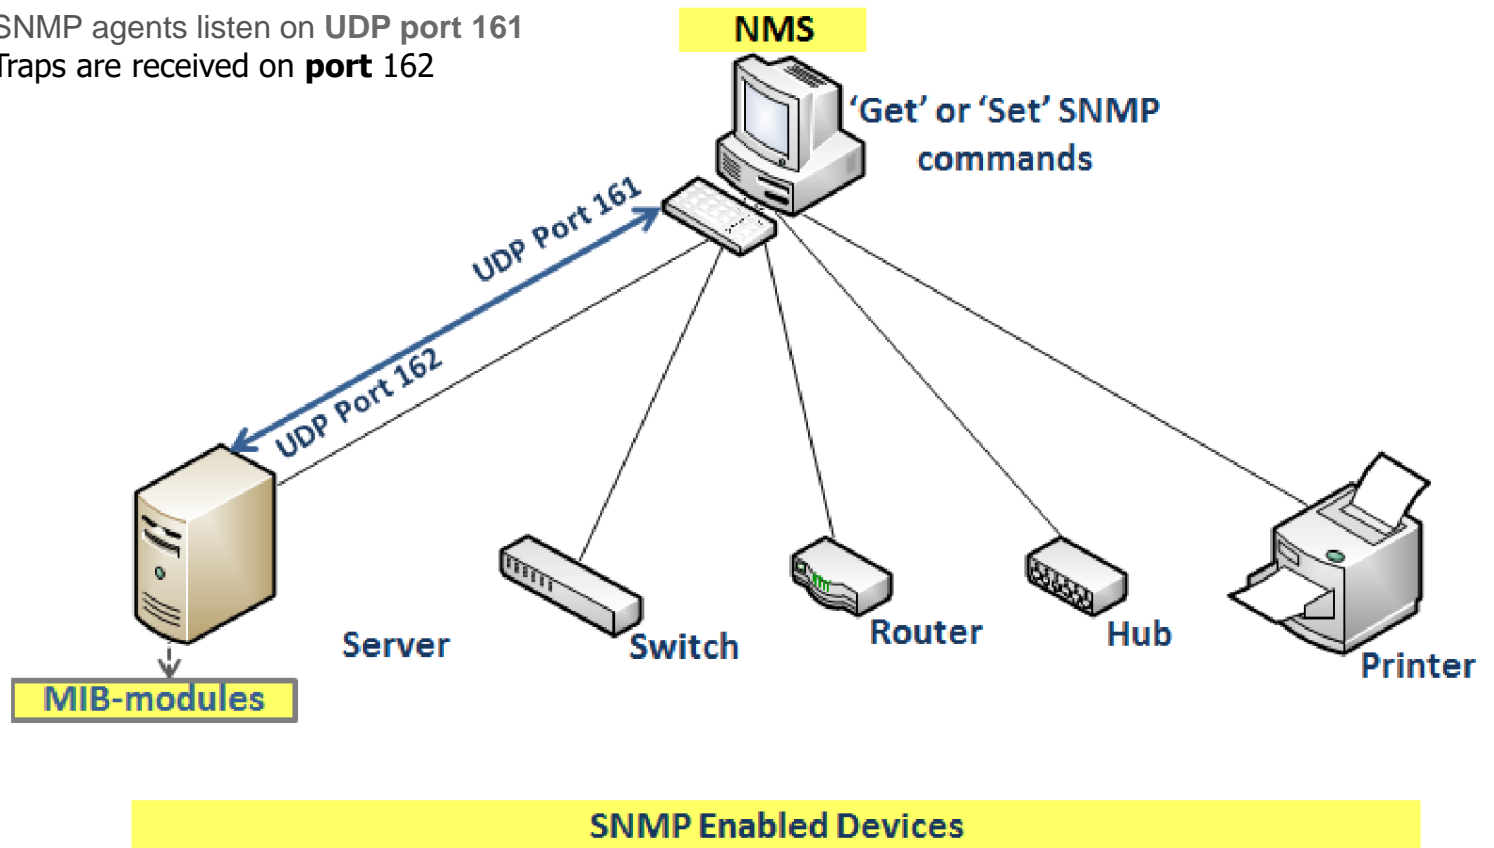 SNMP agents listen on UDP port 161
Traps are received on port 162
NMS
‘Get’ or ‘Set’ SNMP
commands
UDP Port 161
UDP Port 162
Server
Switch
Router
Hub
Printer
MIB-modules
SNMP Enabled Devices